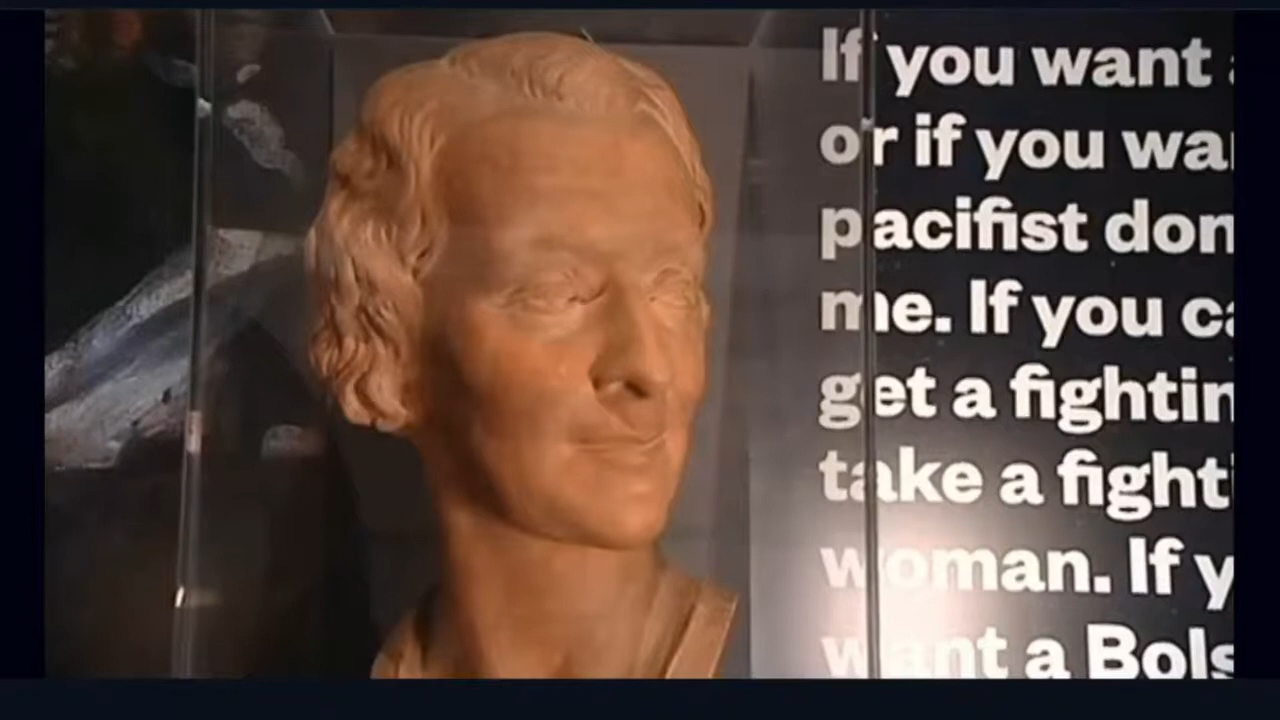 If you want
or if you wa
pacifist don
me. If you ca
get a fightin
take a fight
woman. If y
want a Bols